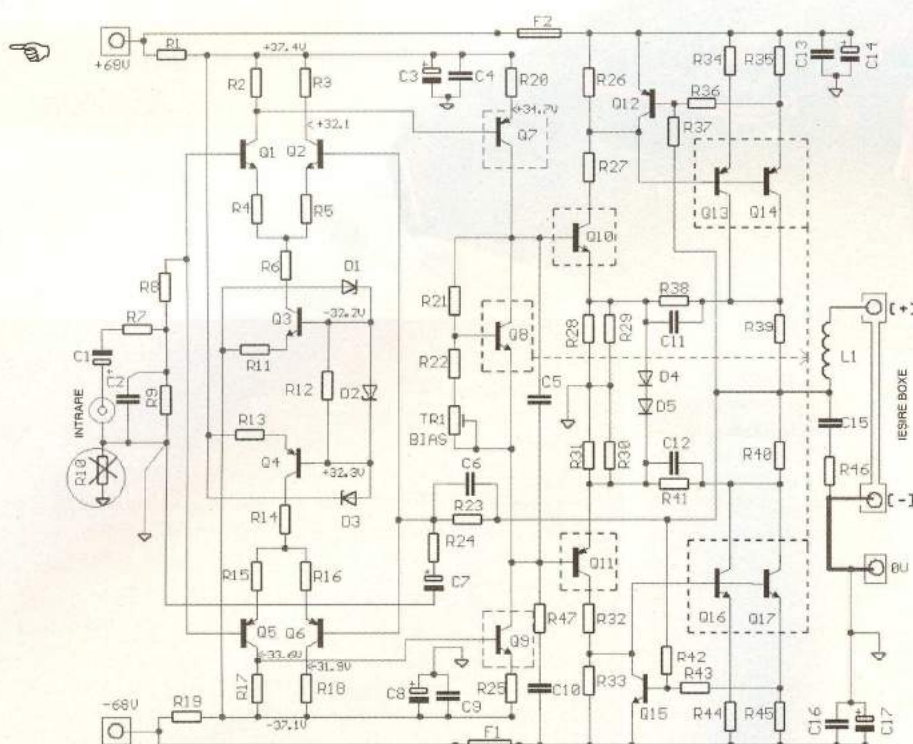 F2
+68V
R1
+37.4V
R2
R3
C3
C4
R20
+34.7V
R26
Q12
R34
R35
C13
C14
R36
R37
<+32.1
Q7
Q1
Q2
R27
Q13
Q14
R4
R5
Q10
R6
D1
R8
R7
R21
R38
C11
R39
[+]
Q3
Q8
R28
R29
L1
C1
R11
R12
D2
R22
C5
D4
D5
C2
R9
INTRARE
R13
TR1
BIAS
C15
IESIRE BOXE
Q4
R31
R30
C12
R40
R46
R10
+32.3V
C6
R41
[-]
D3
R23
R14
R24
0V
R15
R16
C7
Q11
Q16
Q17
Q5
Q6
R47
R32
-33.6V
-31.9V
Q9
R42
R43
R17
R18
C8
C9
R25
C10
R33
Q15
R44
R45
C16
C17
-68V
R19
-37.1V
F1